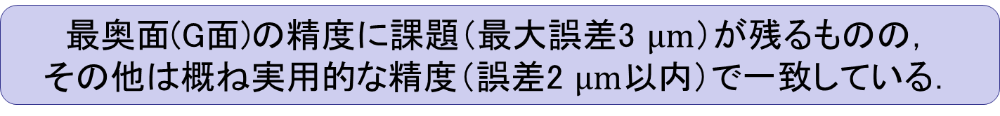 最奥面(G面)の精度に課題（最大誤差3 μm）が残るものの，
その他は概ね実用的な精度（誤差2 μm以内）で一致している．